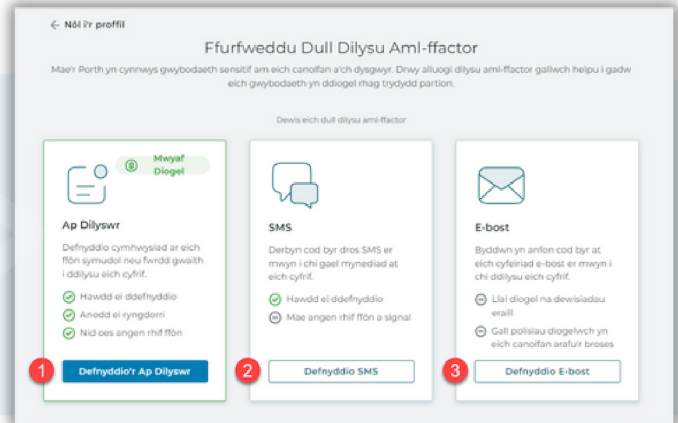 ← Nôl i'r proffil
Ffurfweddu Dull Dilysu Aml-ffactor
Mae'r Porth yn cynnwys gwybodaeth sensitif am eich canolfan a'ch dysgwyr. Drwy alluogi dilysu aml-ffactor gallwch helpu i gadw
eich gwybodaeth yn ddiogel rhag trydydd partïon.
Dewis eich dull dilysu aml-ffactor
Mwyaf
Diogel
Ap Dilyswr
Defnyddio cymhwysiad ar eich
ffôn symudol neu fwrdd gwaith
i ddilysu eich cyfrif.
Hawdd ei ddefnyddio
Anodd ei ryngdorri
Nid oes angen rhif ffôn
1
Defnyddio'r Ap Dilyswr
SMS
Derbyn cod byr dros SMS er
mwyn i chi gael mynediad at
eich cyfrif.
Hawdd ei ddefnyddio
Mae angen rhif ffôn a signal
2
Defnyddio SMS
E-bost
Byddwn yn anfon cod byr at
eich cyfeiriad e-bost er mwyn i
chi ddilysu eich cyfrif.
Llai diogel na dewisiadau
eraill
Gall polisïau diogelwch yn
eich canolfan arafu'r broses
3
Defnyddio E-bost